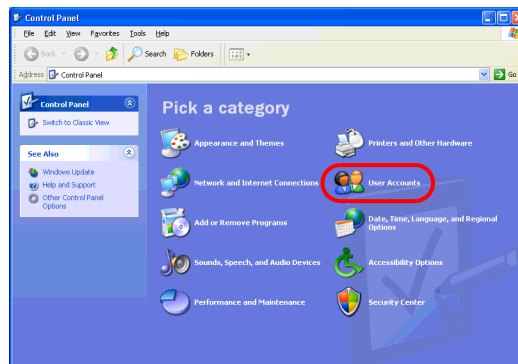 Control Panel
File Edit View Favorites Tools Help
Back Search Folders
Address Control Panel Go
Control Panel
Switch to Classic View
See Also
Windows Update
Help and Support
Other Control Panel
Options
Pick a category
Appearance and Themes
Printers and Other Hardware
Network and Internet Connections
User Accounts
Add or Remove Programs
Date, Time, Language, and Regional
Options
Sounds, Speech, and Audio Devices
Accessibility Options
Performance and Maintenance
Security Center